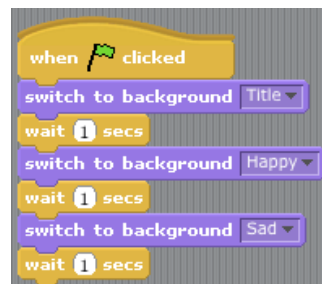 when clicked
switch to background Title
wait 1 secs
switch to background Happy
wait 1 secs
switch to background Sad
wait 1 secs